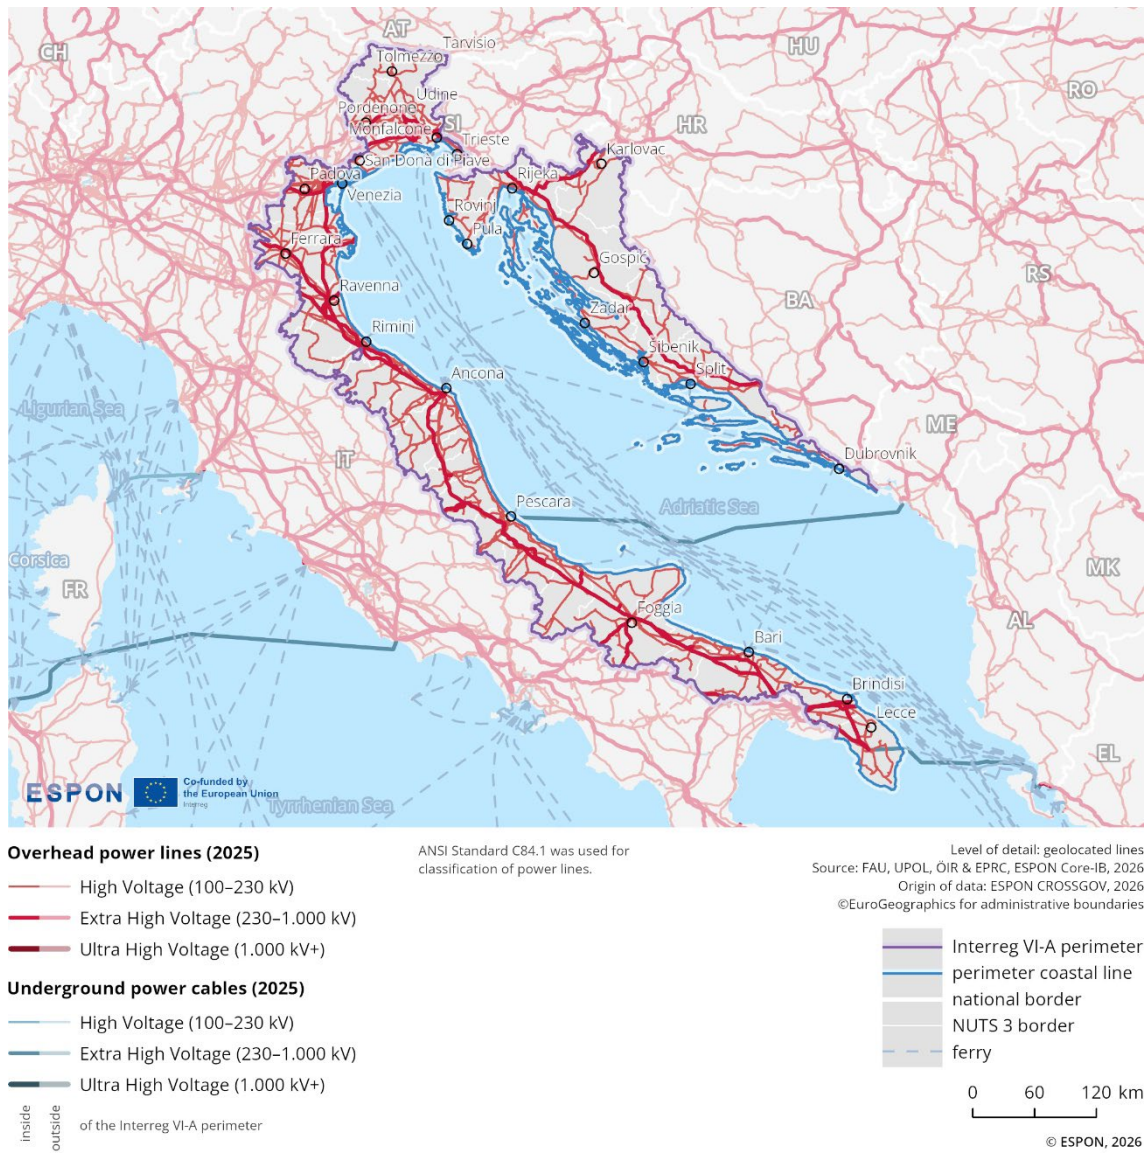 CH
AT
HU
RO
Tarvisio
Tolmezzo
Udine
Pordenone
SI
HR
Monfalcone
Trieste
San Dona di Piave
Karlovac
Padova
Venezia
Rijeka
Rovinj
Pula
Ferrara
Gospic
RS
Ravenna
BA
Zadar
Rimini
Šibenik
Split
Ancona
Ligurian Sea
ME
IT
Dubrovnik
Pescara
Adriatic Sea
Corsica
FR
MK
Foggia
AL
Bari
Brindisi
Lecce
EL
ESPON
Co-funded by
the European Union
Interreg
Tyrrhenian Sea
Overhead power lines (2025)
High Voltage (100–230 kV)
Extra High Voltage (230–1.000 kV)
Ultra High Voltage (1.000 kV+)
Underground power cables (2025)
High Voltage (100–230 kV)
Extra High Voltage (230–1.000 kV)
Ultra High Voltage (1.000 kV+)
inside
outside
of the Interreg VI-A perimeter
ANSI Standard C84.1 was used for
classification of power lines.
Level of detail: geolocated lines
Source: FAU, UPOL, ÖIR & EPRC, ESPON Core-IB, 2026
Origin of data: ESPON CROSSGOV, 2026
©EuroGeographics for administrative boundaries
Interreg VI-A perimeter
perimeter coastal line
national border
NUTS 3 border
ferry
0 60 120 km
© ESPON, 2026